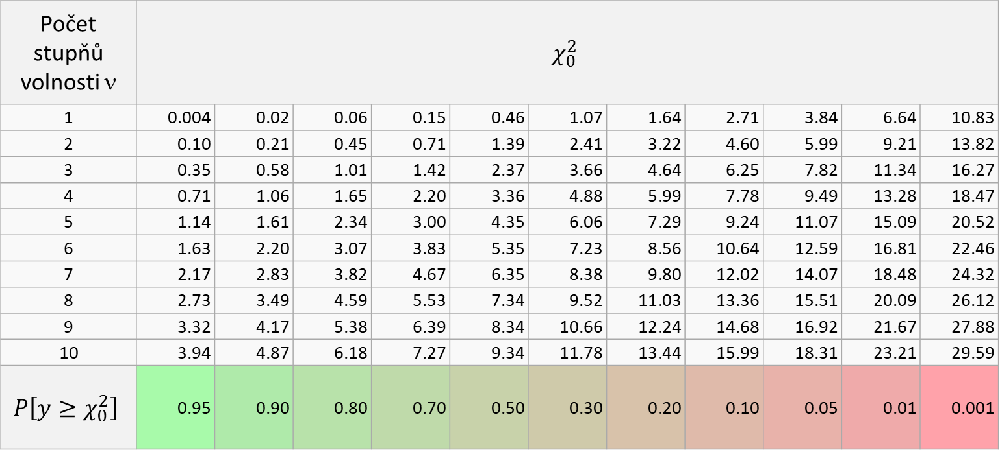 Počet
stupňů
volnosti ν
χ₀²
1 0.004 0.02 0.06 0.15 0.46 1.07 1.64 2.71 3.84 6.64 10.83
2 0.10 0.21 0.45 0.71 1.39 2.41 3.22 4.60 5.99 9.21 13.82
3 0.35 0.58 1.01 1.42 2.37 3.66 4.64 6.25 7.82 11.34 16.27
4 0.71 1.06 1.65 2.20 3.36 4.88 5.99 7.78 9.49 13.28 18.47
5 1.14 1.61 2.34 3.00 4.35 6.06 7.29 9.24 11.07 15.09 20.52
6 1.63 2.20 3.07 3.83 5.35 7.23 8.56 10.64 12.59 16.81 22.46
7 2.17 2.83 3.82 4.67 6.35 8.38 9.80 12.02 14.07 18.48 24.32
8 2.73 3.49 4.59 5.53 7.34 9.52 11.03 13.36 15.51 20.09 26.12
9 3.32 4.17 5.38 6.39 8.34 10.66 12.24 14.68 16.92 21.67 27.88
10 3.94 4.87 6.18 7.27 9.34 11.78 13.44 15.99 18.31 23.21 29.59
P[y ≥ χ₀²] 0.95 0.90 0.80 0.70 0.50 0.30 0.20 0.10 0.05 0.01 0.001